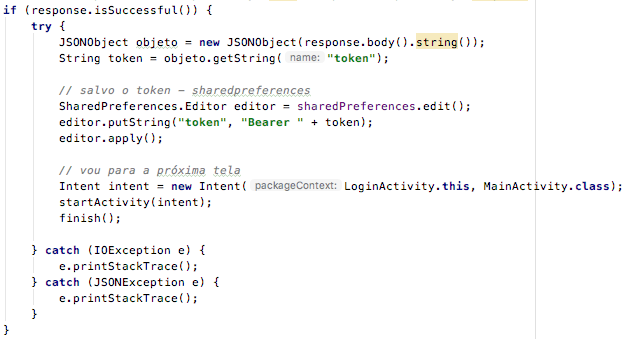 if (response.isSuccessful()) {
try {
JSONObject objeto = new JSONObject(response.body().string());
String token = objeto.getString( name: "token");
// salvo o token - sharedpreferences
SharedPreferences.Editor editor = sharedPreferences.edit();
editor.putString("token", "Bearer " + token);
editor.apply();
// vou para a próxima tela
Intent intent = new Intent( packageContext: LoginActivity.this, MainActivity.class);
startActivity(intent);
finish();
} catch (IOException e) {
e.printStackTrace();
} catch (JSONException e) {
e.printStackTrace();
}
}